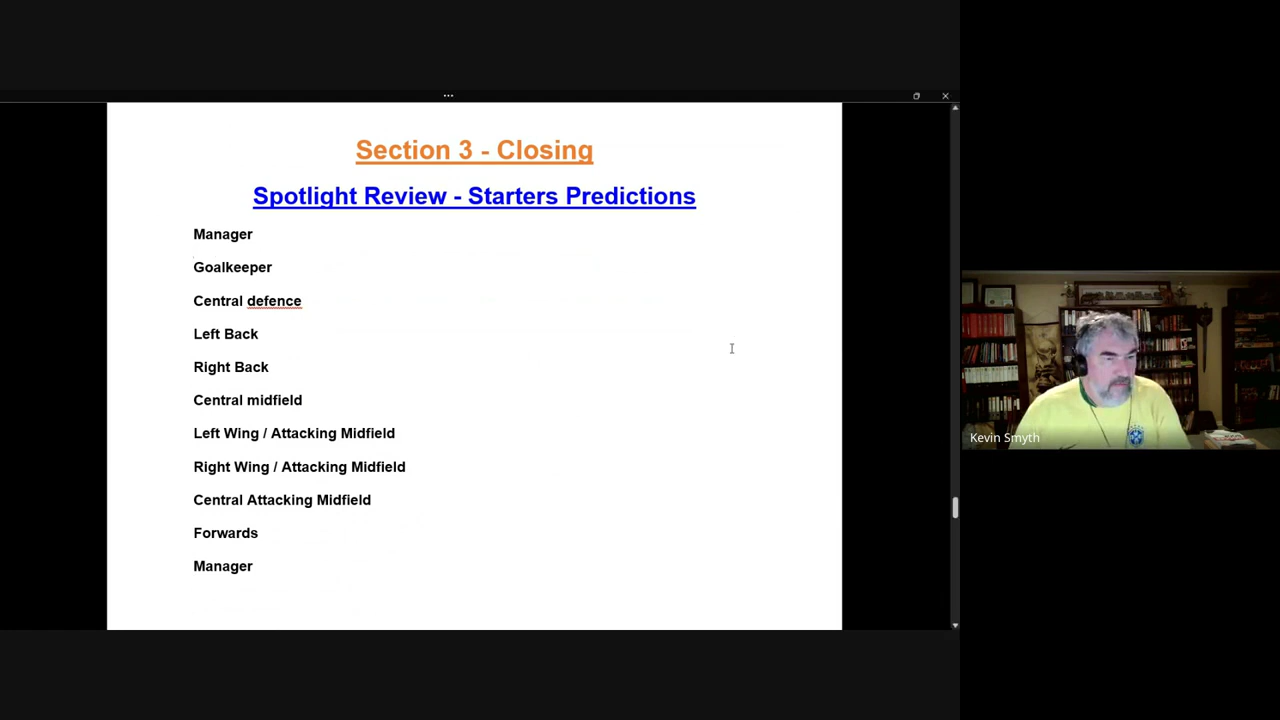 Section 3 - Closing
Spotlight Review - Starters Predictions
Manager
Goalkeeper
Central defence
Left Back
Right Back
Central midfield
Left Wing / Attacking Midfield
Right Wing / Attacking Midfield
Central Attacking Midfield
Forwards
Manager
Kevin Smyth